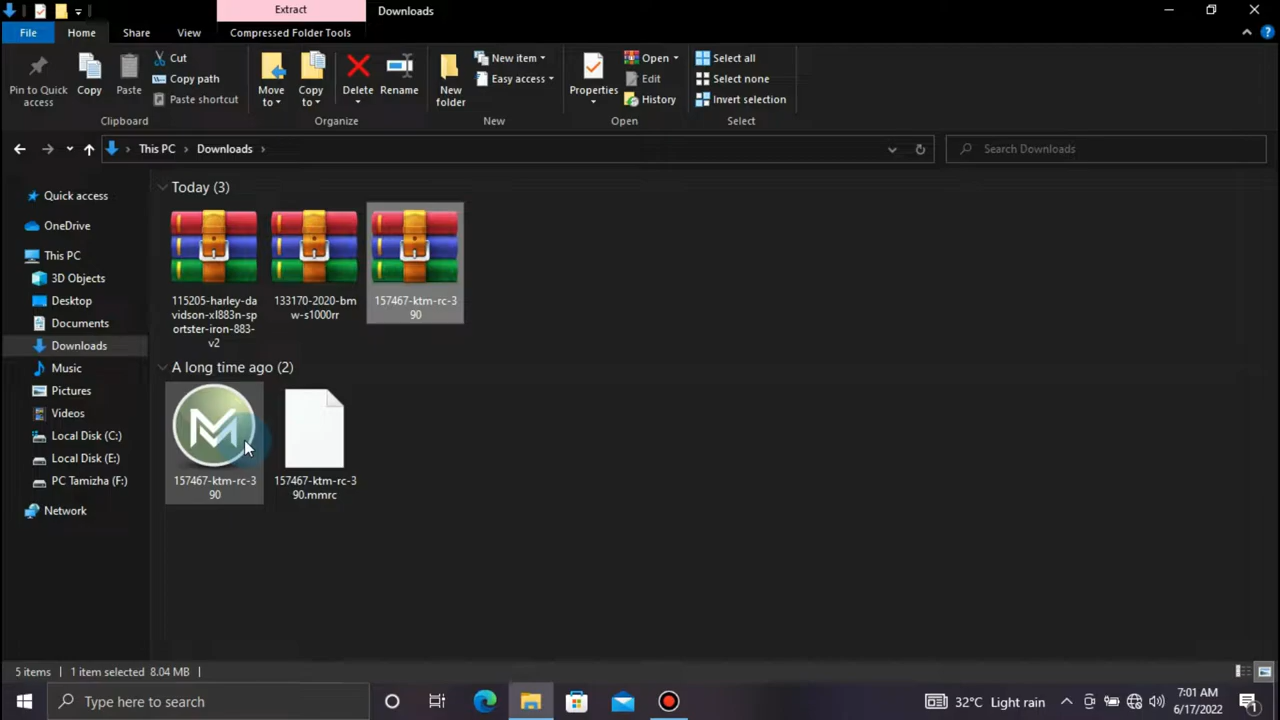 Extract
Downloads
File
Home
Share
View
Compressed Folder Tools
Pin to Quick
access
Copy
Paste
Cut
Copy path
Paste shortcut
Move
to
Copy
to
Delete
Rename
New
folder
New item
Easy access
Properties
Open
Edit
History
Select all
Select none
Invert selection
Clipboard
Organize
New
Open
Select
This PC
Downloads
Search Downloads
Quick access
OneDrive
This PC
3D Objects
Desktop
Documents
Downloads
Music
Pictures
Videos
Local Disk (C:)
Local Disk (E:)
PC Tamizha (F:)
Network
Today (3)
115205-harley-da
vidson-xl883n-sp
ortster-iron-883-
v2
133170-2020-bm
w-s1000rr
157467-ktm-rc-3
90
A long time ago (2)
157467-ktm-rc-3
90
157467-ktm-rc-3
90.mmrc
5 items
1 item selected 8.04 MB
Type here to search
32°C Light rain
7:01 AM
6/17/2022
1